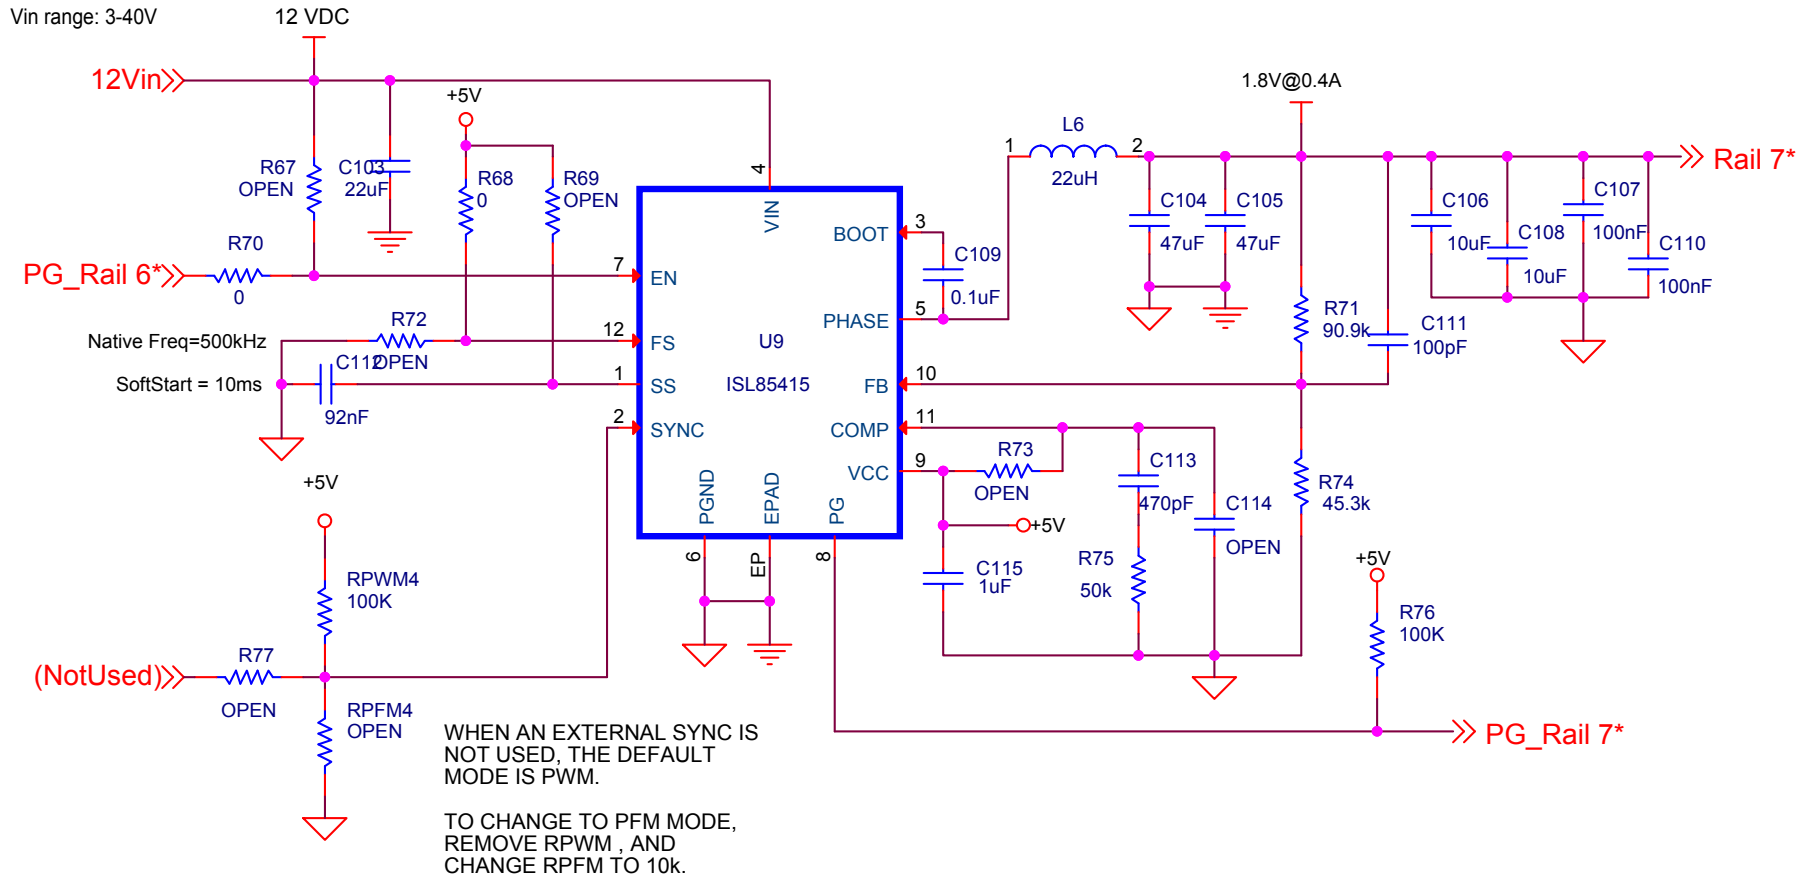 Vin range: 3-40V
12 VDC
12Vin
+5V
1.8V@0.4A
L6
1
2
22uH
Rail 7*
R67
OPEN
C103
22uF
R68
0
R69
OPEN
4
VIN
C104
47uF
C105
47uF
C106
10uF
C108
10uF
C107
100nF
C110
100nF
R70
0
PG_Rail 6*
7
EN
BOOT
3
C109
0.1uF
PHASE
5
R71
90.9k
C111
100pF
Native Freq=500kHz
R72
OPEN
12
FS
U9
ISL85415
SoftStart = 10ms
C112
92nF
1
SS
FB
10
2
SYNC
COMP
11
VCC
9
R73
OPEN
C113
470pF
C114
OPEN
R74
45.3k
+5V
PGND
EPAD
PG
6
EP
8
+5V
C115
1uF
R75
50k
+5V
R76
100K
RPWM4
100K
(NotUsed)
R77
OPEN
RPFM4
OPEN
PG_Rail 7*
WHEN AN EXTERNAL SYNC IS
NOT USED, THE DEFAULT
MODE IS PWM.
TO CHANGE TO PFM MODE,
REMOVE RPWM , AND
CHANGE RPFM TO 10k.